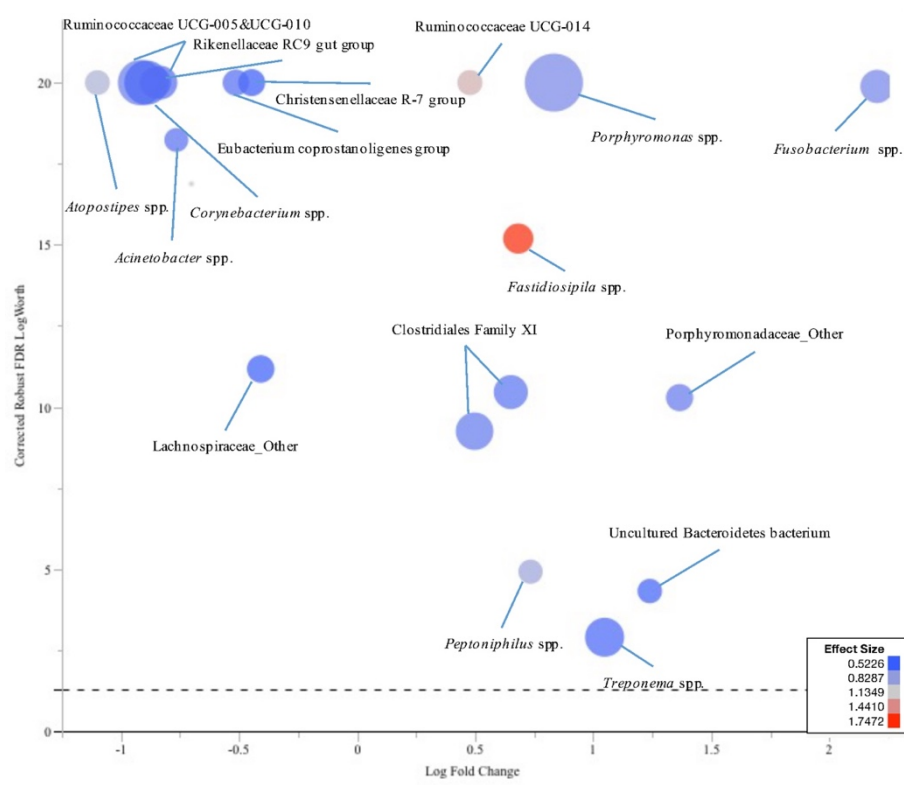 Ruminococcaceae UCG-005&UCG-010
Rikenellaceae RC9 gut group
Ruminococcaceae UCG-014
20
Christensenellaceae R-7 group
Porphyromonas spp.
Eubacterium coprostanoligenes group
Fusobacterium spp.
Atopostipes spp.
Corynebacterium spp.
Acinetobacter spp.
15
Fastidiosipila spp.
Clostridiales Family XI
Porphyromonadaceae_Other
Corrected Robust FDR LogWorth
10
Lachnospiraceae_Other
Uncultured Bacteroidetes bacterium
5
Peptoniphilus spp.
Treponema spp.
Effect Size
0.5226
0.8287
1.1349
1.4410
1.7472
0
-1 -0.5 0 0.5 1 1.5 2
Log Fold Change